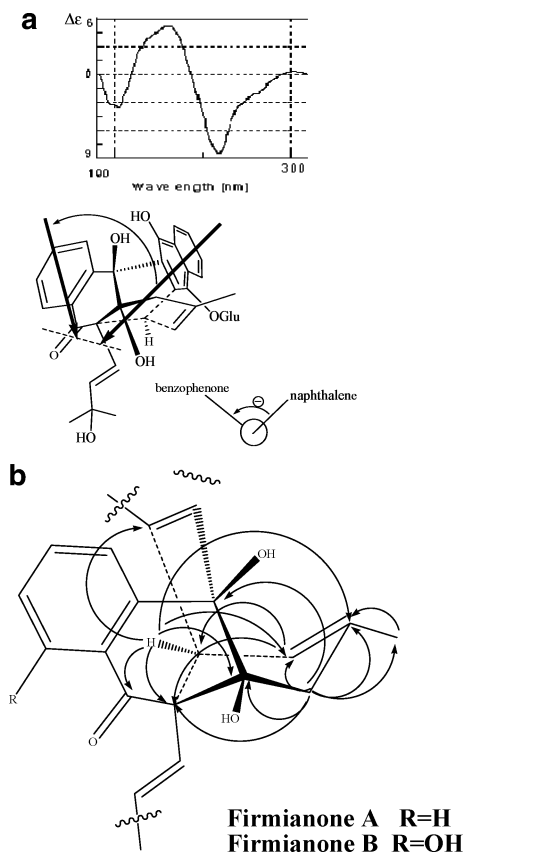 a
Δε 6
0
9
100
300
Wave ength [nm]
HO
OH
OGlu
O
H
OH
HO
benzophenone
⊖
naphthalene
b
OH
H
R
HO
O
Firmianone A R=H
Firmianone B R=OH